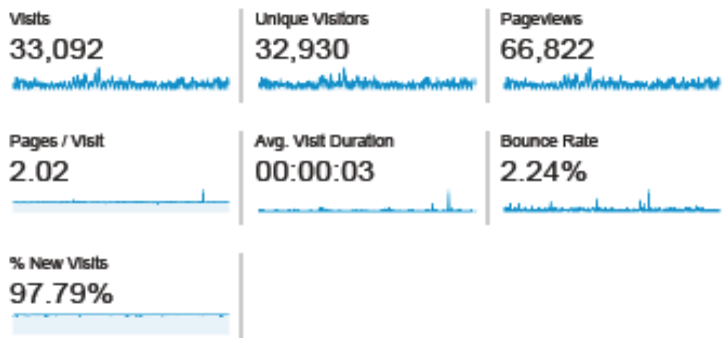 Visits
Unique Visitors
Pageviews
33,092
32,930
66,822
Pages / Visit
Avg. Visit Duration
Bounce Rate
2.02
00:00:03
2.24%
% New Visits
97.79%